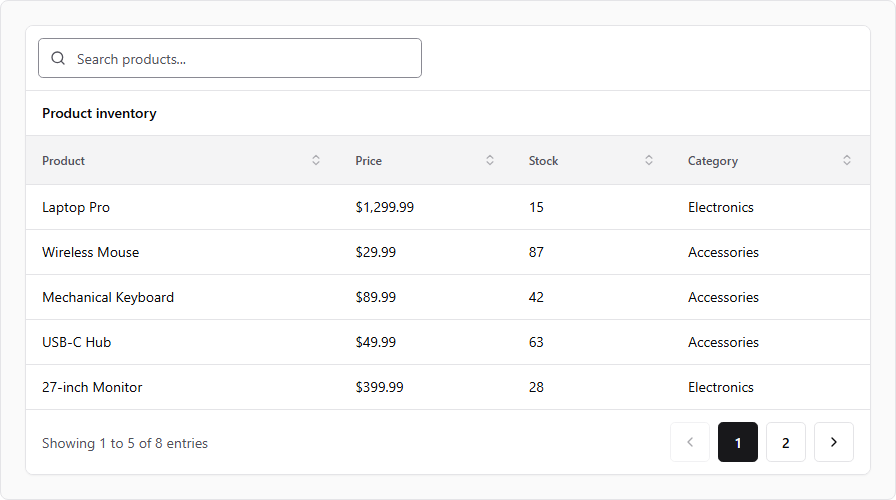 Search products...
Product inventory
Product Price Stock Category
Laptop Pro $1,299.99 15 Electronics
Wireless Mouse $29.99 87 Accessories
Mechanical Keyboard $89.99 42 Accessories
USB-C Hub $49.99 63 Accessories
27-inch Monitor $399.99 28 Electronics
Showing 1 to 5 of 8 entries 1 2